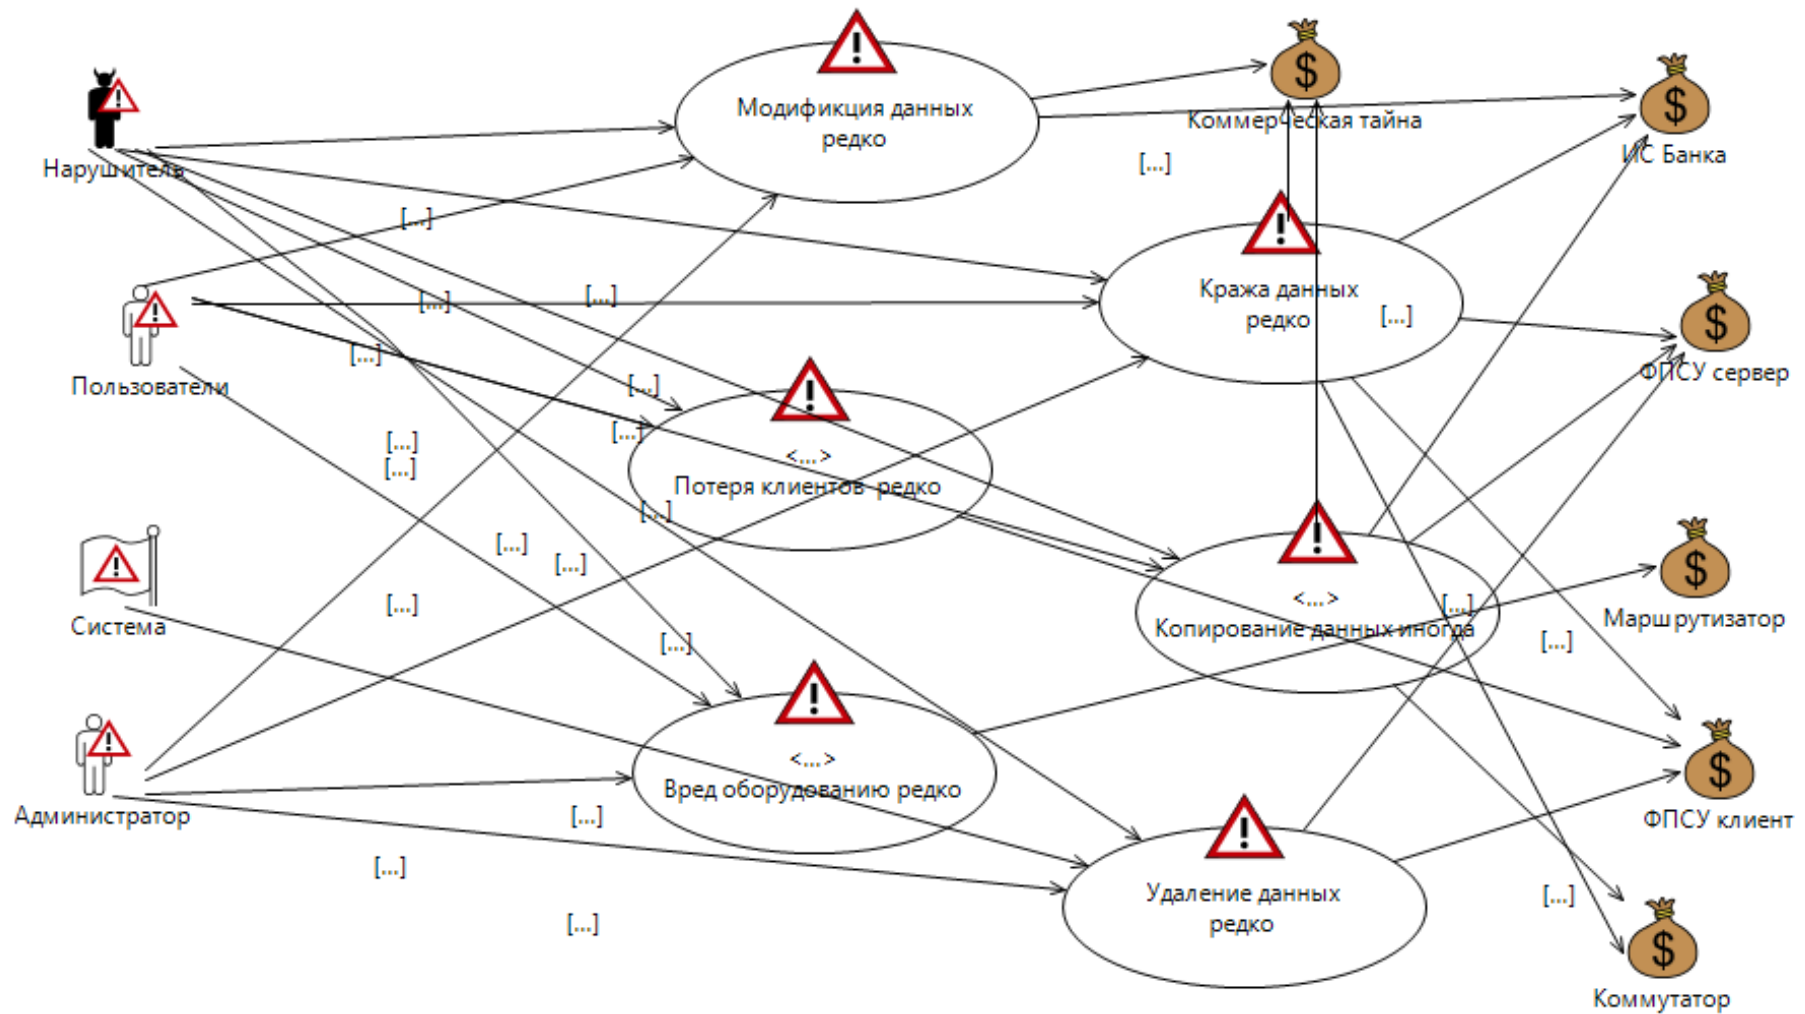 Модификция данных
редко
Коммерческая тайна
ИС Банка
[...]
Нарушитель
[...]
Кража данных
редко
[...]
[...]
[...]
[...]
Пользователи
[...]
ФПСУ сервер
[...]
[...]
[...]
<...>
Потеря клиентов редко
[...]
[...]
[...]
Система
[...]
<...>
Копирование данных иногда
[...]
Маршрутизатор
[...]
[...]
<...>
Вред оборудованию редко
Администратор
[...]
ФПСУ клиент
[...]
Удаление данных
редко
[...]
[...]
Коммутатор
$
$
$
$
$
$